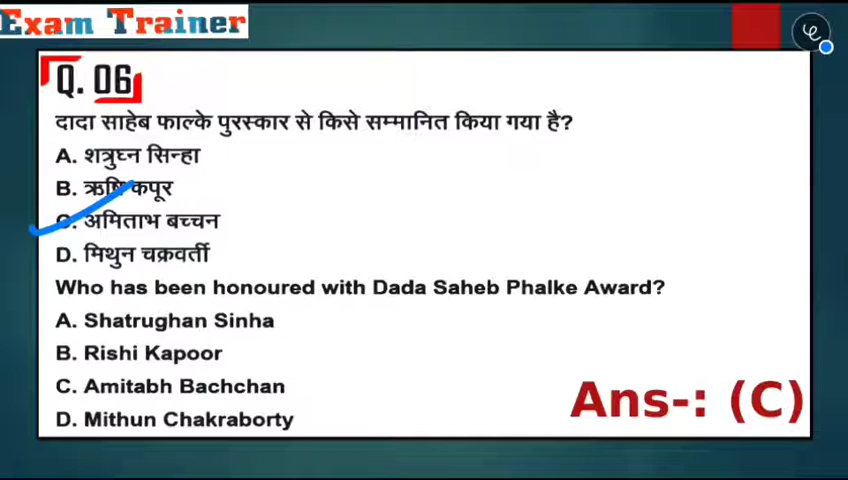 Exam Trainer
Q. 06
दादा साहेब फाल्के पुरस्कार से किसे सम्मानित किया गया है?
A. शत्रुघ्न सिन्हा
B. ऋषि कपूर
C. अमिताभ बच्चन
D. मिथुन चक्रवर्ती
Who has been honoured with Dada Saheb Phalke Award?
A. Shatrughan Sinha
B. Rishi Kapoor
C. Amitabh Bachchan
D. Mithun Chakraborty
Ans-: (C)